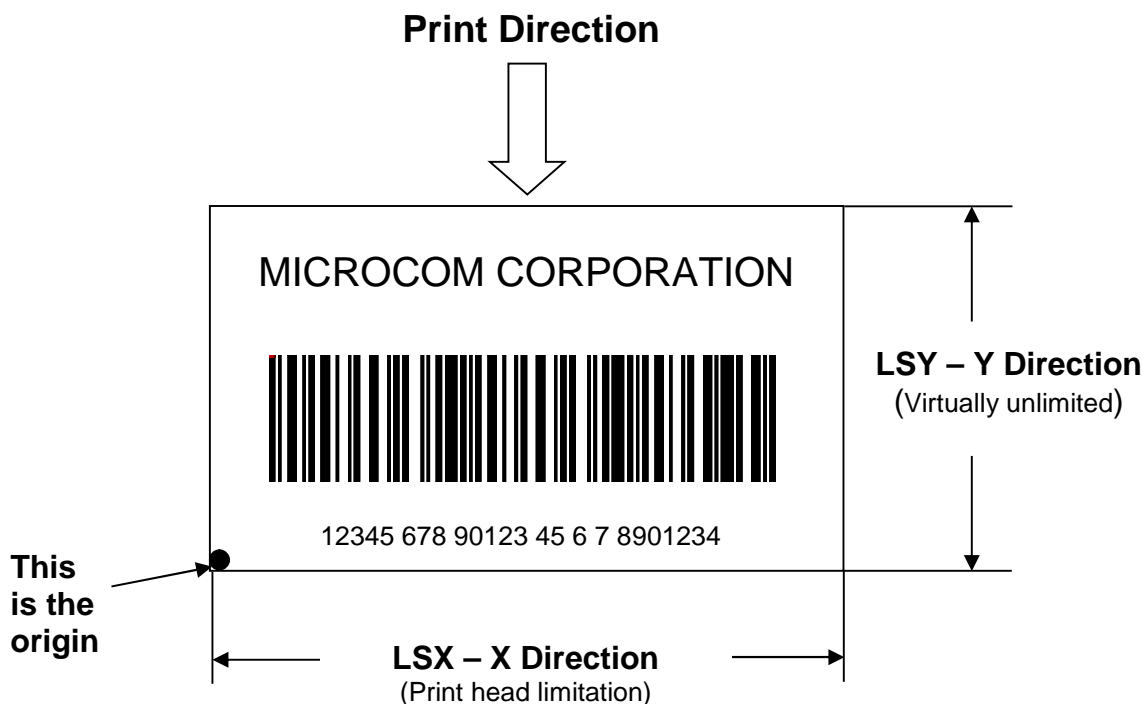 Print Direction
MICROCOM CORPORATION
LSY – Y Direction
(Virtually unlimited)
12345 678 90123 45 6 7 8901234
This
is the
origin
LSX – X Direction
(Print head limitation)